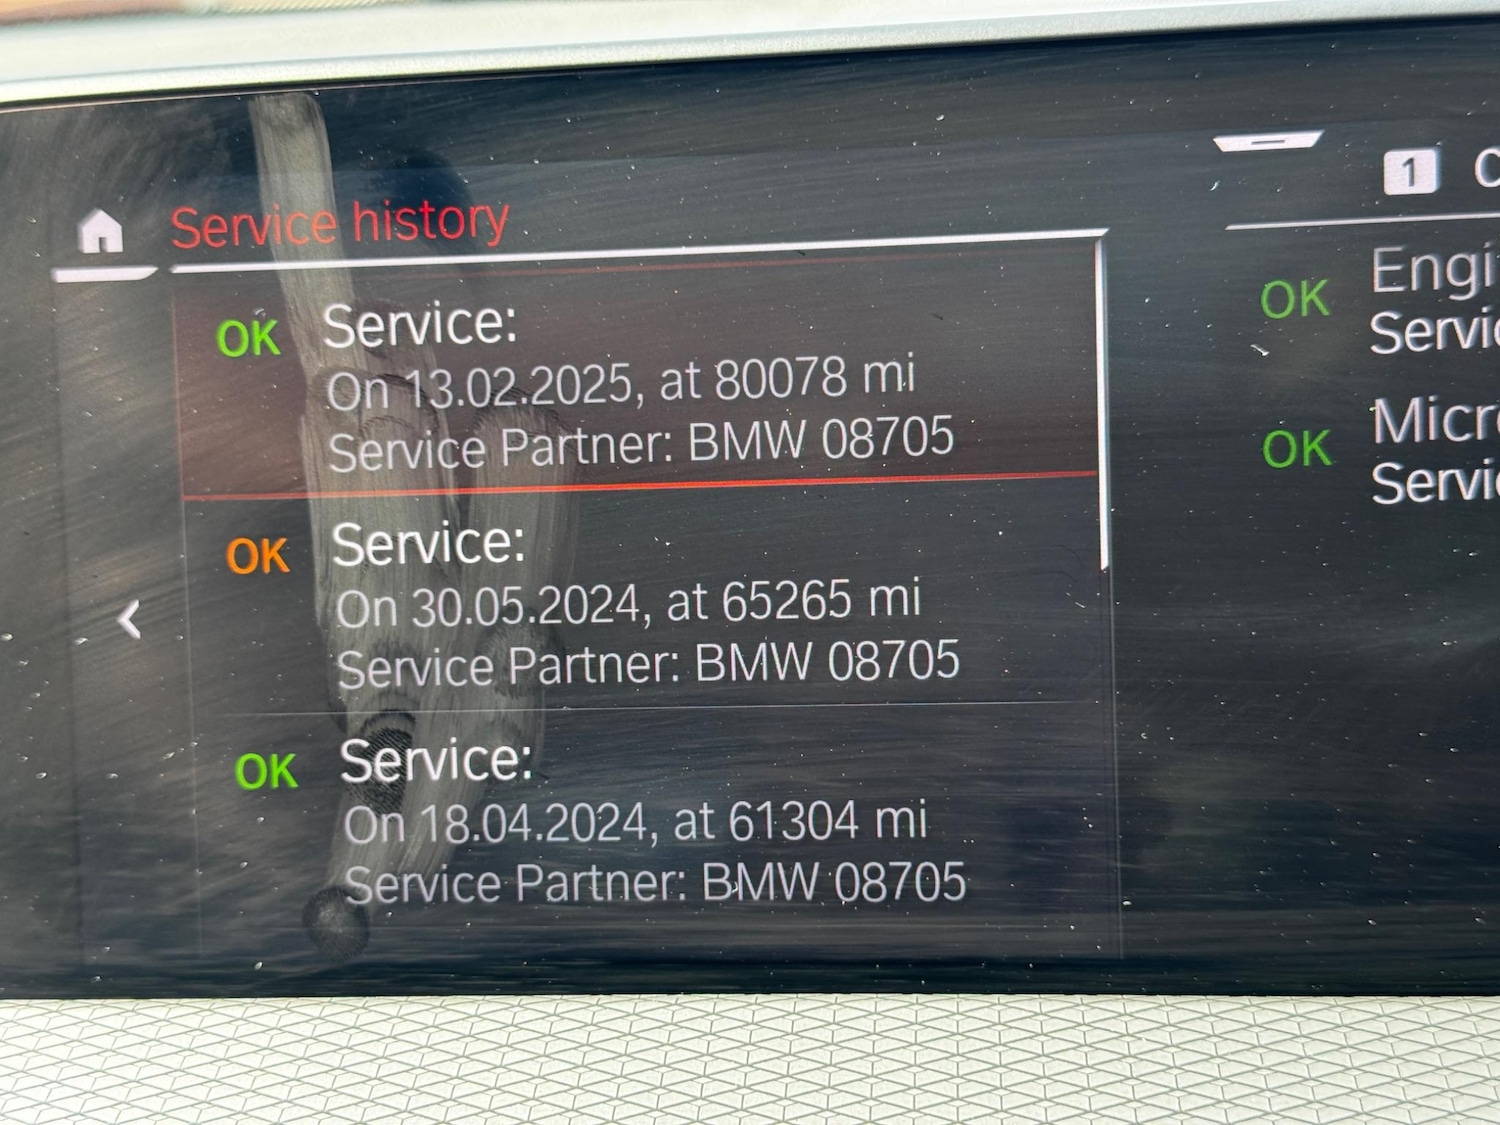 Service history
OK Service:
On 13.02.2025, at 80078 mi
Service Partner: BMW 08705
OK Service:
On 30.05.2024, at 65265 mi
Service Partner: BMW 08705
OK Service:
On 18.04.2024, at 61304 mi
Service Partner: BMW 08705
1
OK
OK